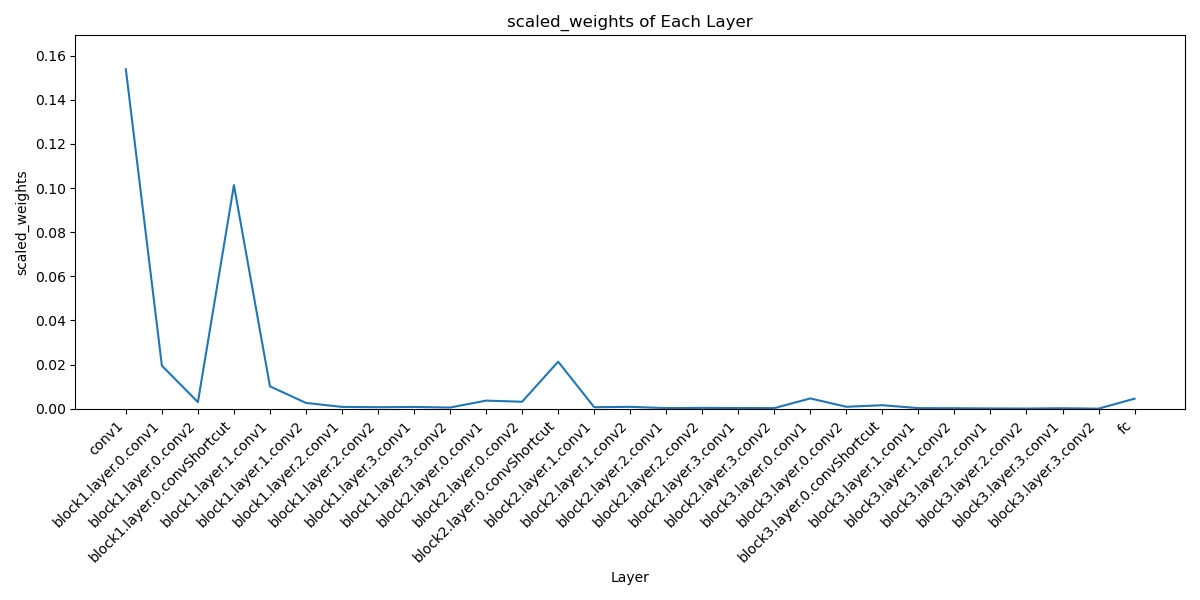 scaled_weights of Each Layer
scaled_weights
0.16
0.14
0.12
0.10
0.08
0.06
0.04
0.02
0.00
conv1
block1.layer.0.conv1
block1.layer.0.conv2
block1.layer.0.convShortcut
block1.layer.1.conv1
block1.layer.1.conv2
block1.layer.2.conv1
block1.layer.2.conv2
block1.layer.3.conv1
block1.layer.3.conv2
block2.layer.0.conv1
block2.layer.0.conv2
block2.layer.0.convShortcut
block2.layer.1.conv1
block2.layer.1.conv2
block2.layer.2.conv1
block2.layer.2.conv2
block2.layer.3.conv1
block2.layer.3.conv2
block3.layer.0.conv1
block3.layer.0.conv2
block3.layer.0.convShortcut
block3.layer.1.conv1
block3.layer.1.conv2
block3.layer.2.conv1
block3.layer.2.conv2
block3.layer.3.conv1
block3.layer.3.conv2
fc
Layer